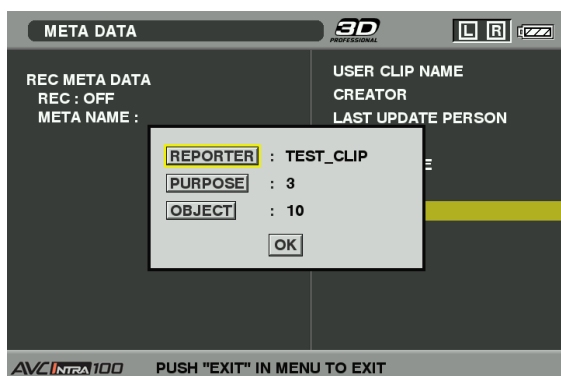 META DATA
3D
PROFESSIONAL
L R
REC META DATA
REC : OFF
META NAME :
USER CLIP NAME
CREATOR
LAST UPDATE PERSON
E
REPORTER : TEST_CLIP
PURPOSE : 3
OBJECT : 10
OK
AVC INTRA 100
PUSH "EXIT" IN MENU TO EXIT